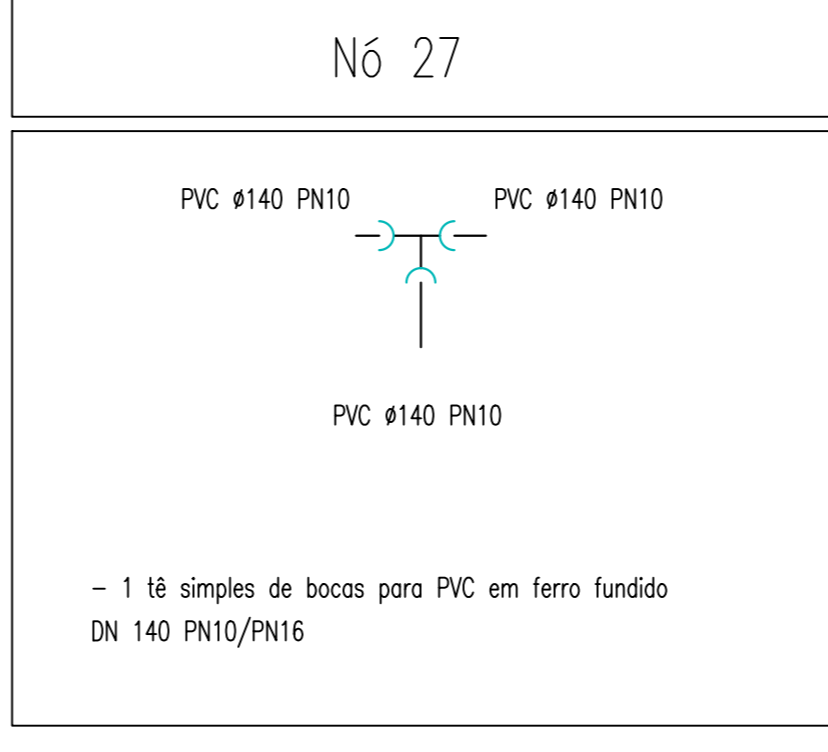 Nó 27
PVC ø140 PN10 PVC ø140 PN10
PVC ø140 PN10
– 1 tê simples de bocas para PVC em ferro fundido
DN 140 PN10/PN16